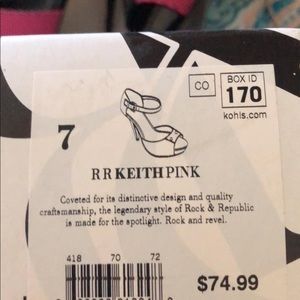 CO
BOX ID
170
kohls.com
7
RRKEITHPINK
Coveted for its distinctive design and quality
craftsmanship, the legendary style of Rock & Republic
is made for the spotlight. Rock and revel.
418 70 72
$74.99